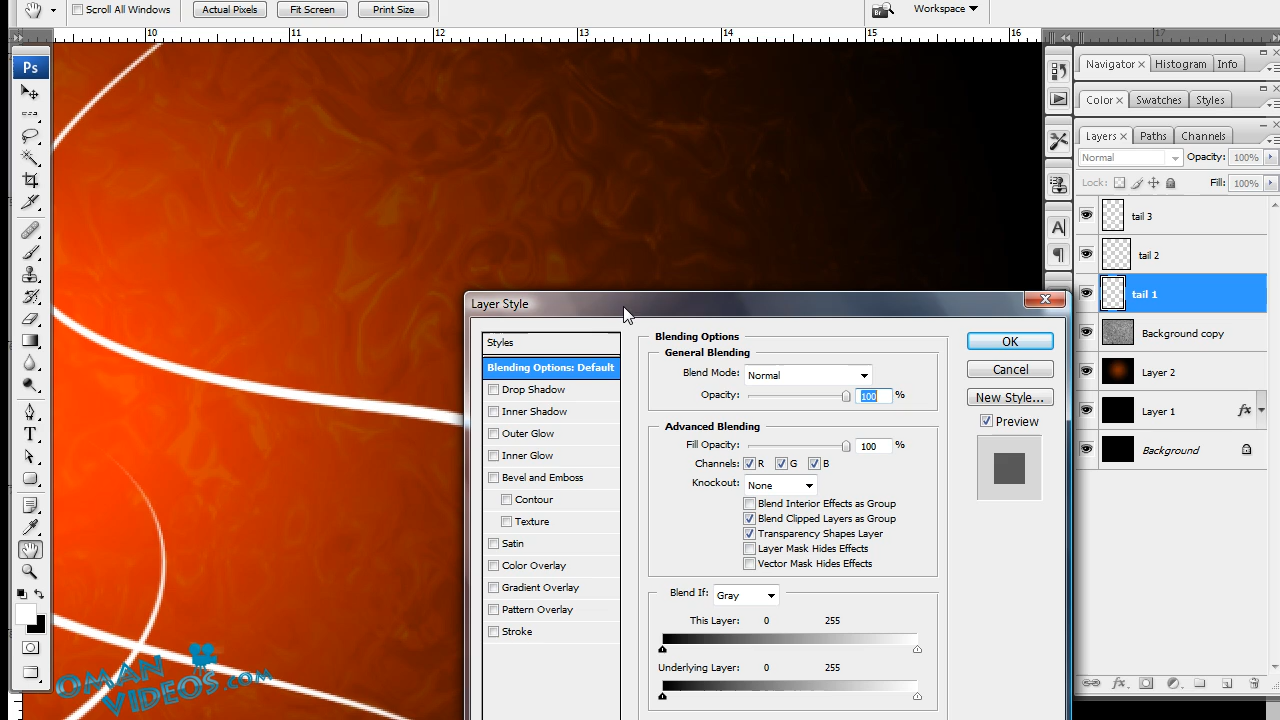 Scroll All Windows
Actual Pixels
Fit Screen
Print Size
Br
Workspace
10 11 12 13 14 15 16 17
Ps
T
Navigator × Histogram Info
Color × Swatches Styles
Layers × Paths Channels
Normal Opacity: 100%
Lock: Fill: 100%
tail 3
tail 2
tail 1
Background copy
Layer 2
Layer 1 fx
Background
fx
A
¶
Layer Style
Styles
Blending Options: Default
Drop Shadow
Inner Shadow
Outer Glow
Inner Glow
Bevel and Emboss
Contour
Texture
Satin
Color Overlay
Gradient Overlay
Pattern Overlay
Stroke
Blending Options
General Blending
Blend Mode: Normal
Opacity: 100 %
Advanced Blending
Fill Opacity: 100 %
Channels: R G B
Knockout: None
Blend Interior Effects as Group
Blend Clipped Layers as Group
Transparency Shapes Layer
Layer Mask Hides Effects
Vector Mask Hides Effects
Blend If: Gray
This Layer: 0 255
Underlying Layer: 0 255
OK
Cancel
New Style...
Preview
OMAN
VIDEOS.COM